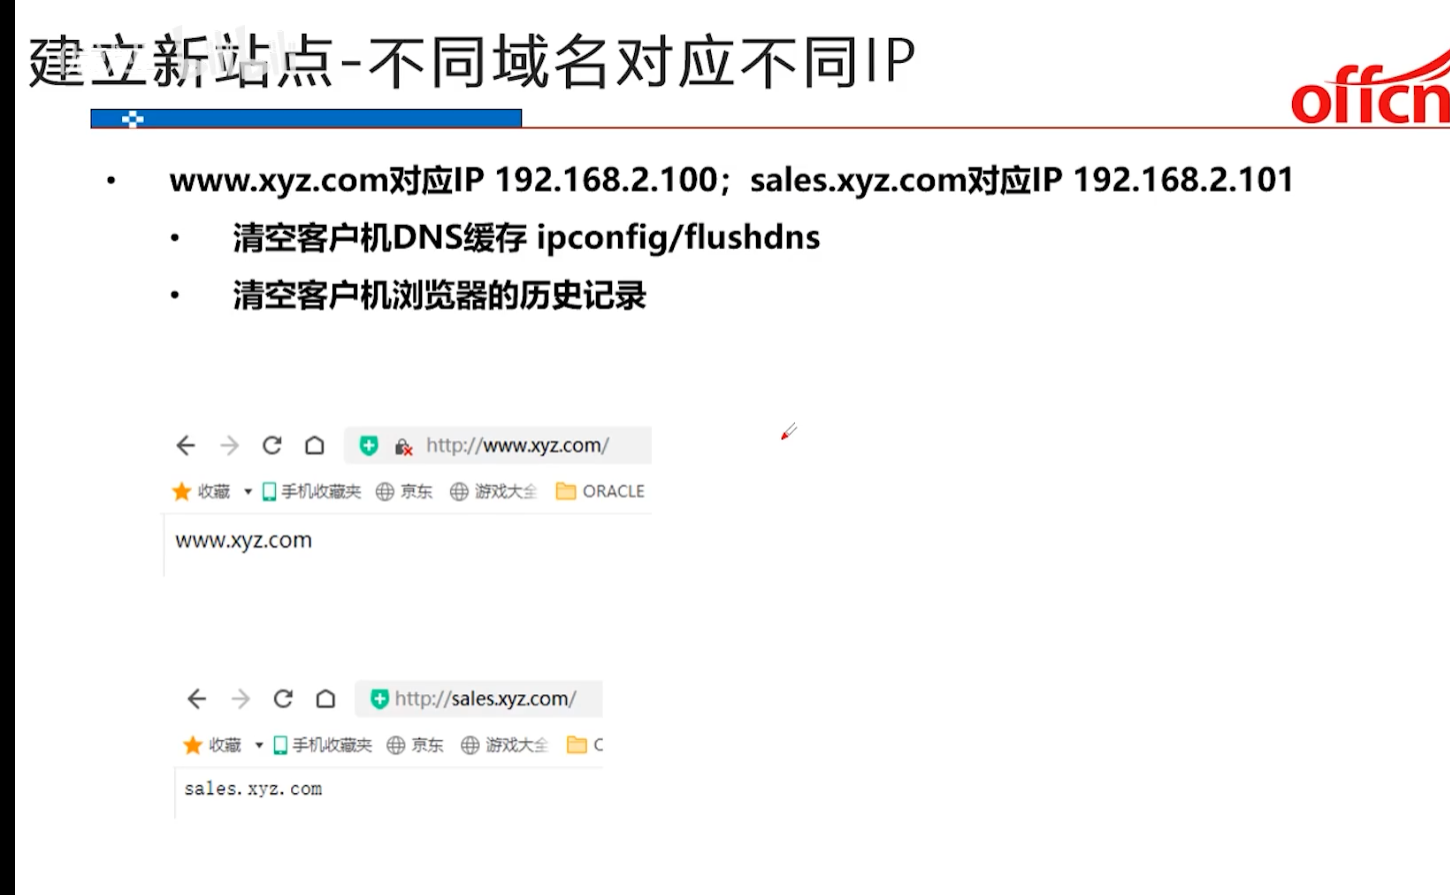 建立新站点-不同域名对应不同IP
offcn
• www.xyz.com对应IP 192.168.2.100；sales.xyz.com对应IP 192.168.2.101
• 清空客户机DNS缓存 ipconfig/flushdns
• 清空客户机浏览器的历史记录
http://www.xyz.com/
收藏 手机收藏夹 京东 游戏大全 ORACLE
www.xyz.com
http://sales.xyz.com/
收藏 手机收藏夹 京东 游戏大全
sales.xyz.com